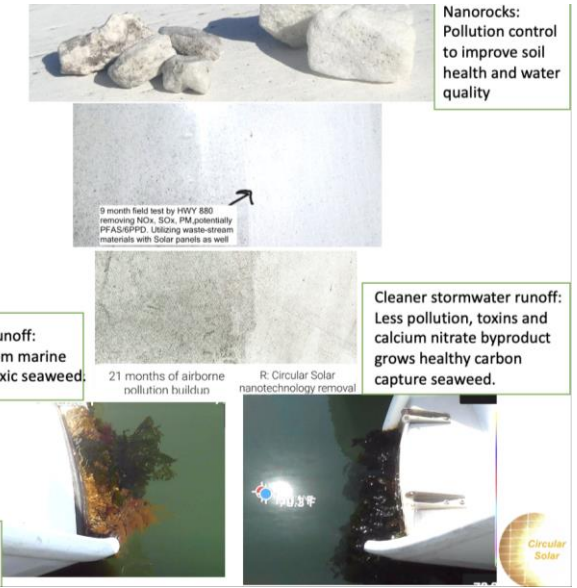 Nanorocks:
Pollution control
to improve soil
health and water
quality
9 month field test by HWY 880
removing NOx, SOx, PM,potentially
PFAS/6PPD. Utilizing waste-stream
materials with Solar panels as well
Cleaner stormwater runoff:
Less pollution, toxins and
calcium nitrate byproduct
grows healthy carbon
capture seaweed.
unoff:
m marine
xic seaweed.
21 months of airborne
pollution buildup
R: Circular Solar
nanotechnology removal
Circular
Solar